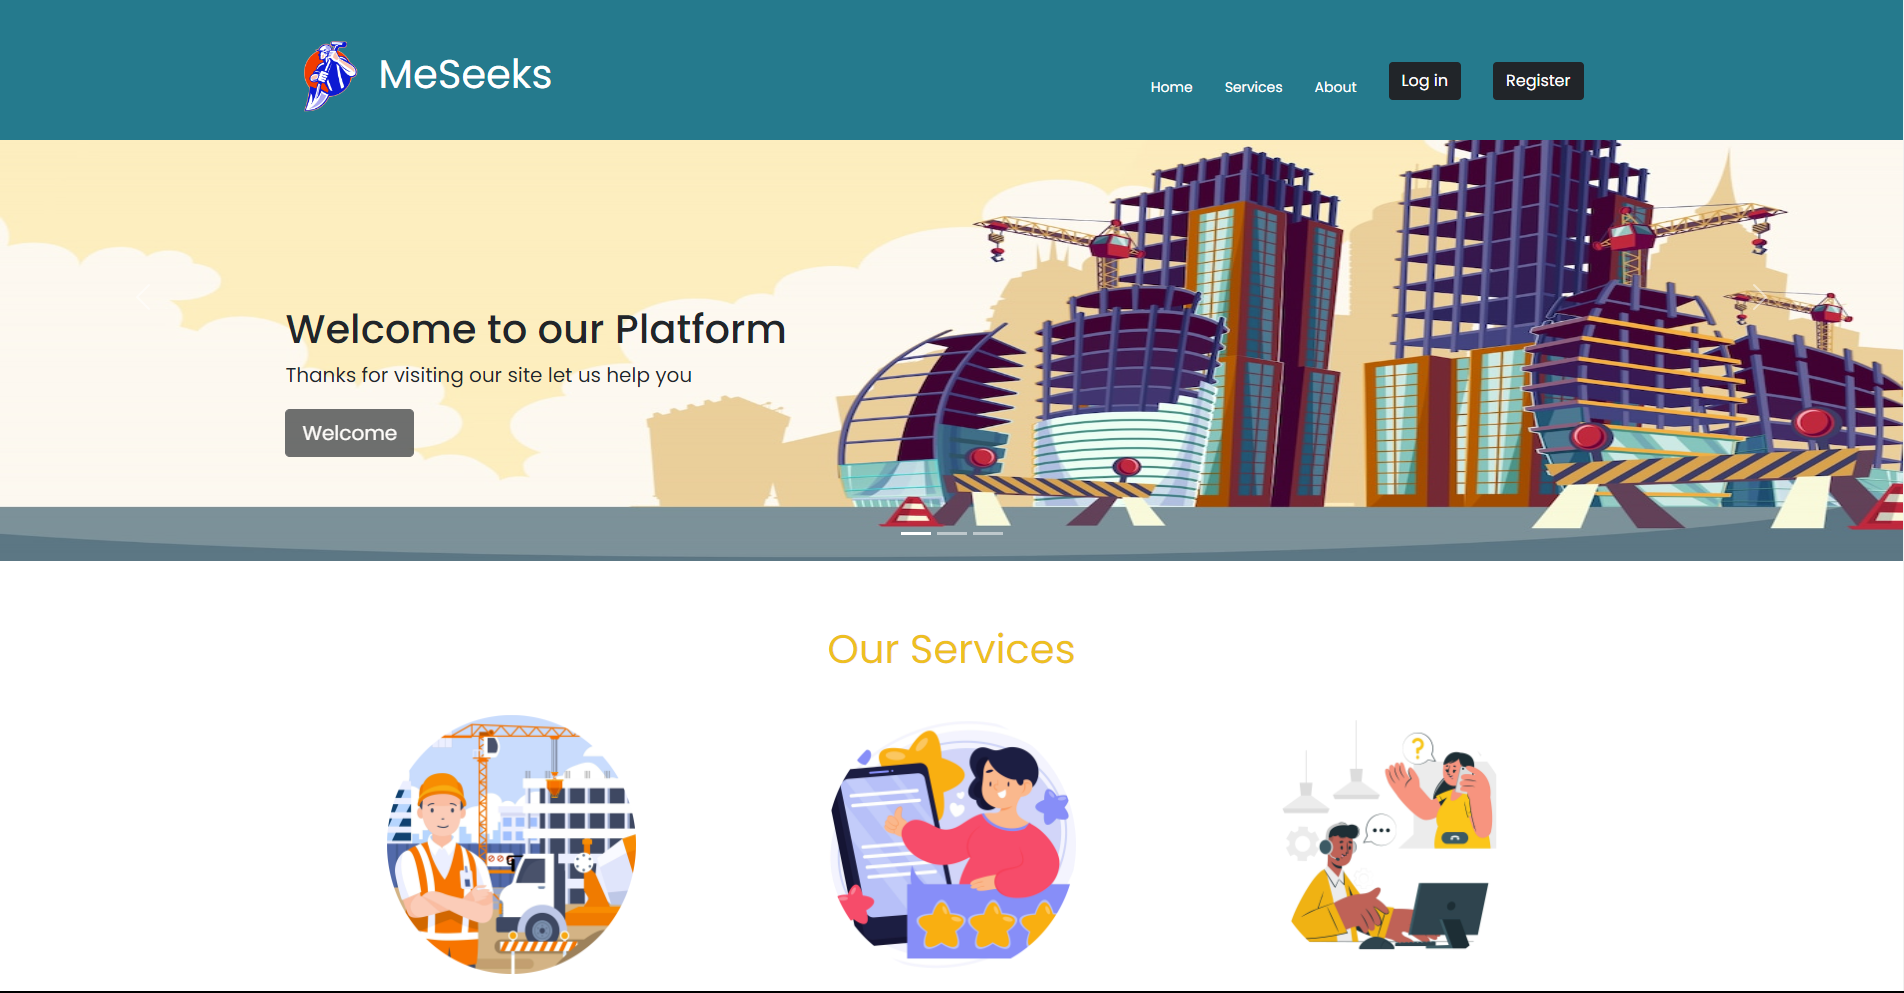 MeSeeks
Home Services About Log in Register
Welcome to our Platform
Thanks for visiting our site let us help you
Welcome
Our Services